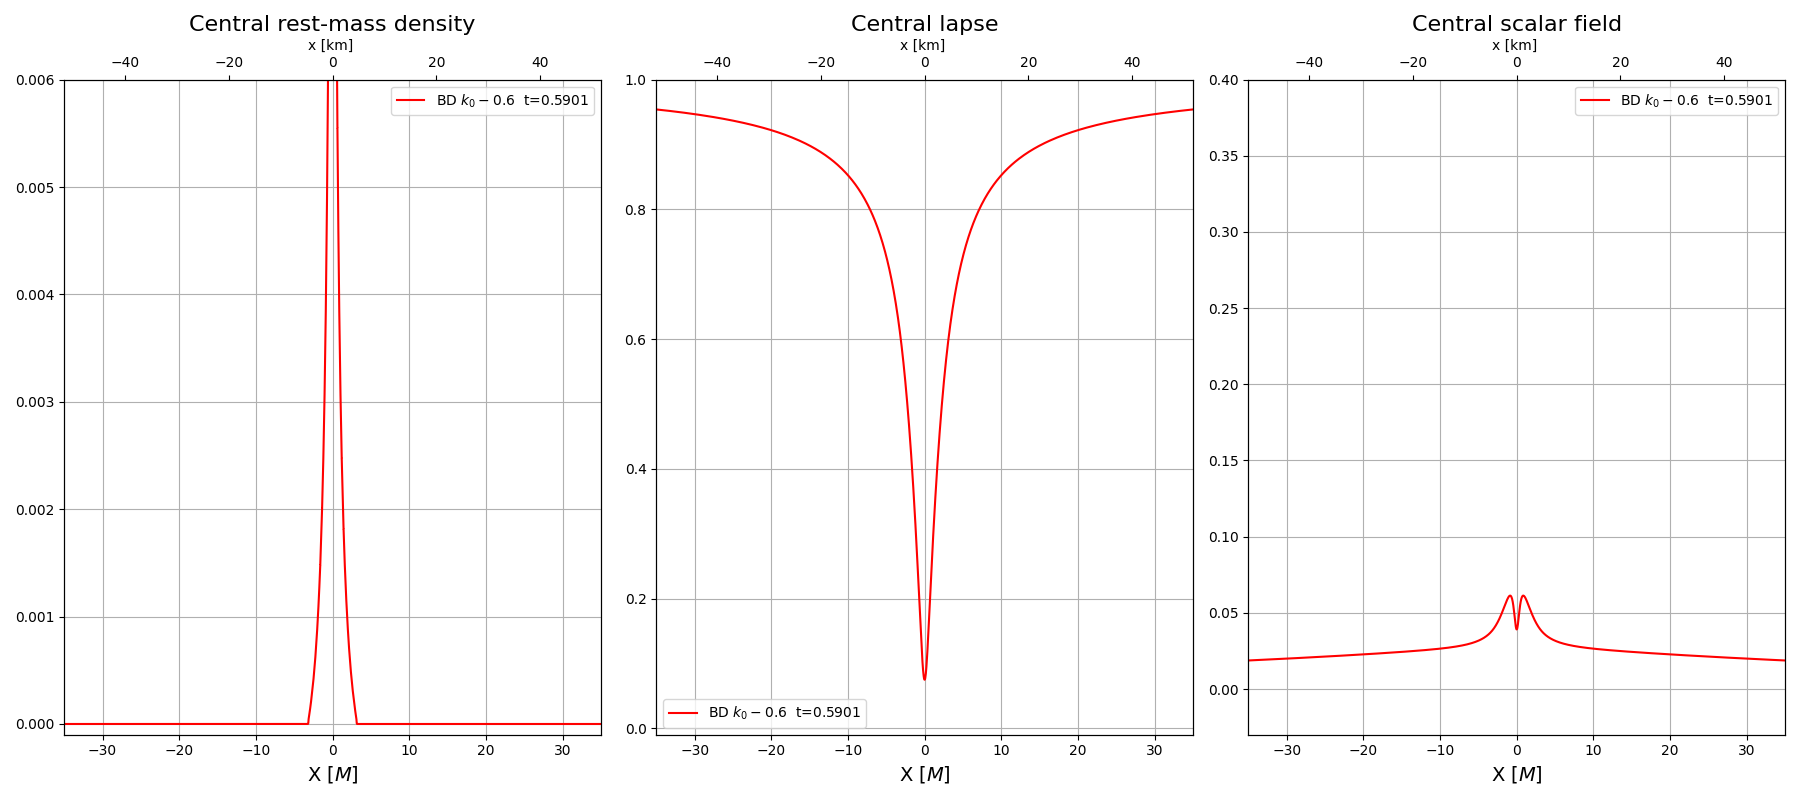 Central rest-mass density
x [km]
−40 −20 0 20 40
0.006
0.005
0.004
0.003
0.002
0.001
0.000
BD k₀ − 0.6 t=0.5901
−30 −20 −10 0 10 20 30
X [M]
Central lapse
x [km]
−40 −20 0 20 40
1.0
0.8
0.6
0.4
0.2
0.0
BD k₀ − 0.6 t=0.5901
−30 −20 −10 0 10 20 30
X [M]
Central scalar field
x [km]
−40 −20 0 20 40
0.40
0.35
0.30
0.25
0.20
0.15
0.10
0.05
0.00
BD k₀ − 0.6 t=0.5901
−30 −20 −10 0 10 20 30
X [M]